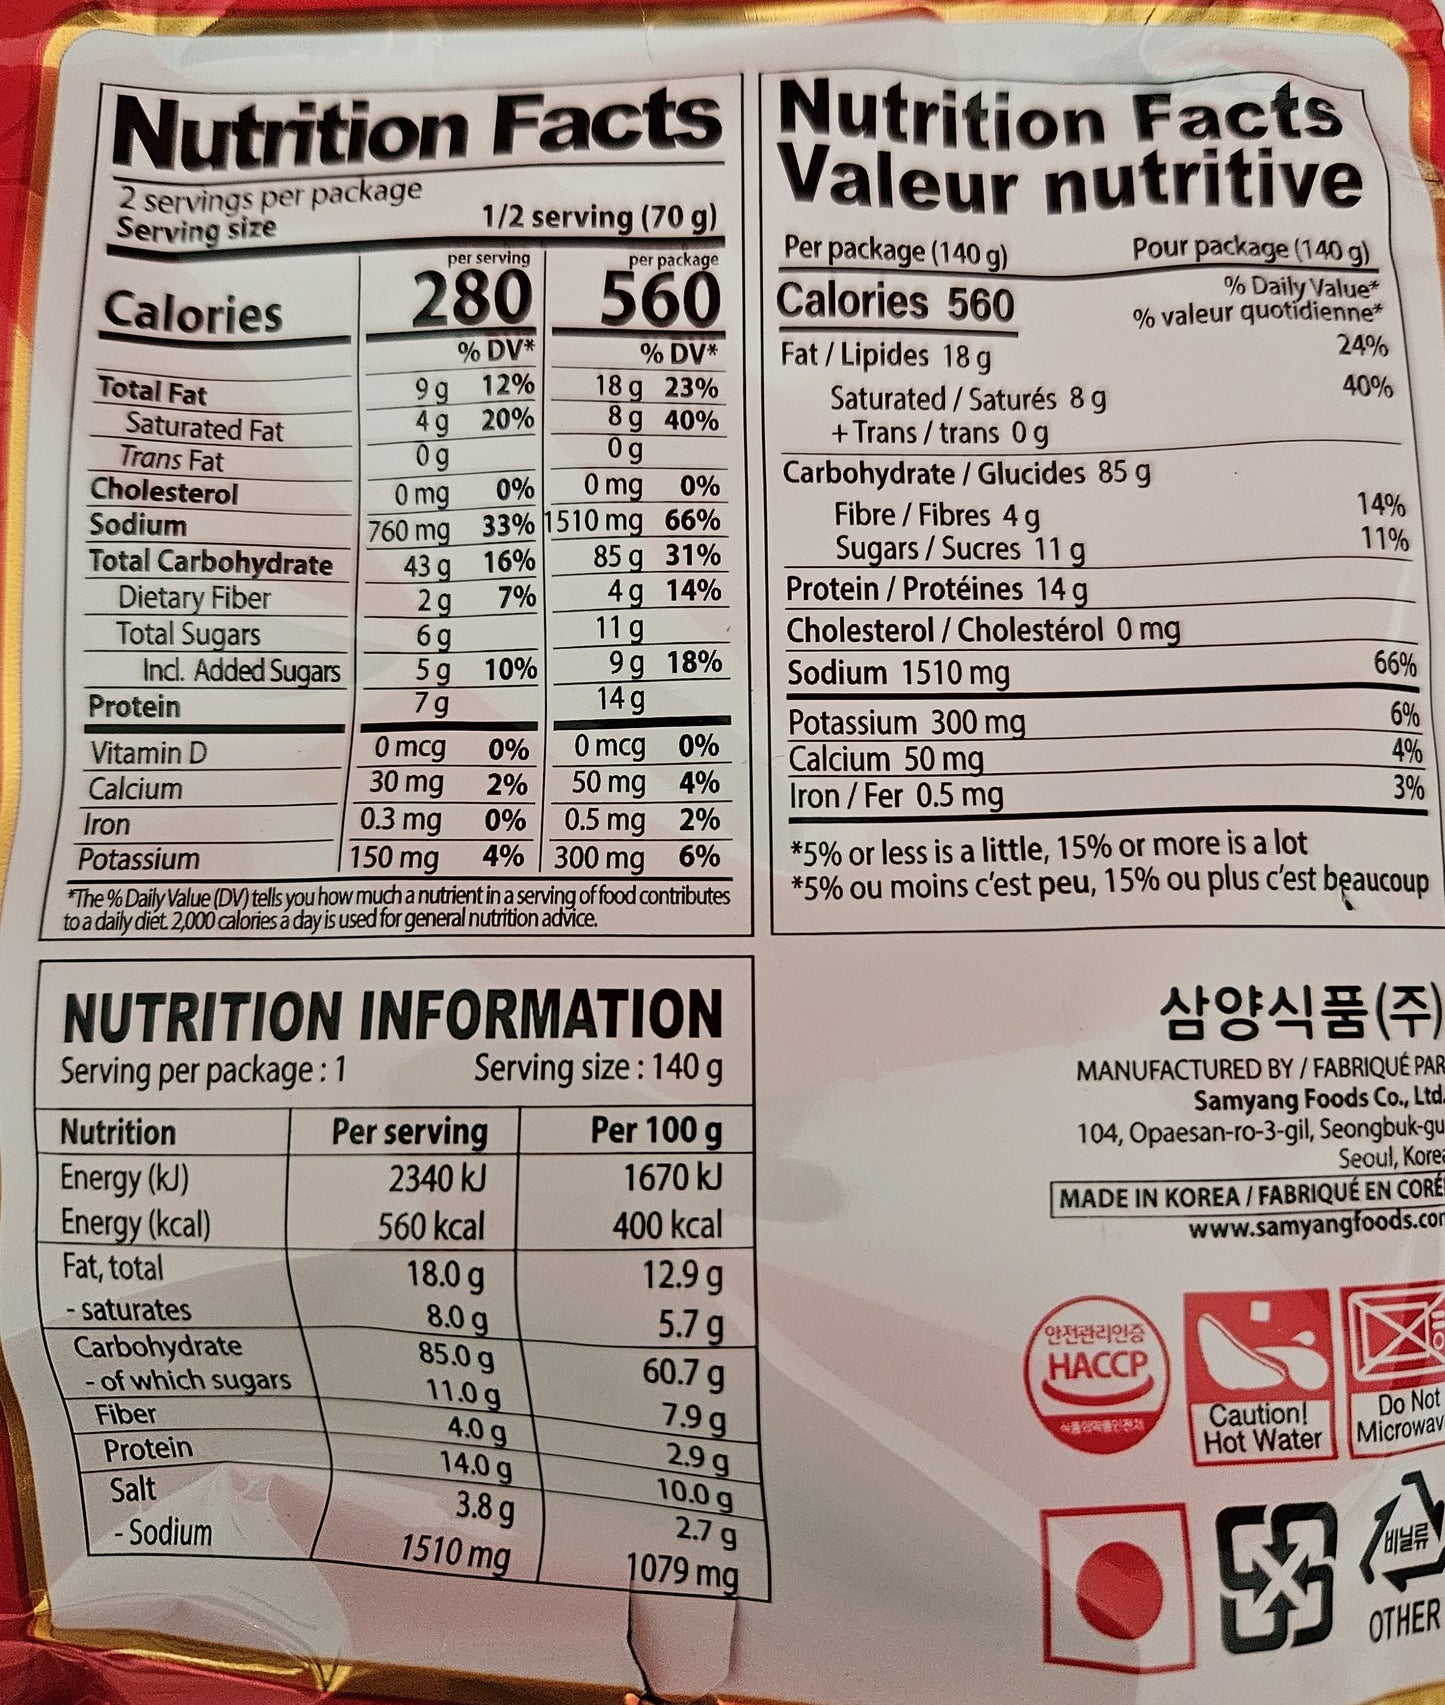 Nutrition Facts
2 servings per package
Serving size 1/2 serving (70 g)
per serving per package
Calories 280 560
% DV* % DV*
Total Fat 9 g 12% 18 g 23%
Saturated Fat 4 g 20% 8 g 40%
Trans Fat 0 g 0 g
Cholesterol 0 mg 0% 0 mg 0%
Sodium 760 mg 33% 1510 mg 66%
Total Carbohydrate 43 g 16% 85 g 31%
Dietary Fiber 2 g 7% 4 g 14%
Total Sugars 6 g 11 g
Incl. Added Sugars 5 g 10% 9 g 18%
Protein 7 g 14 g
Vitamin D 0 mcg 0% 0 mcg 0%
Calcium 30 mg 2% 50 mg 4%
Iron 0.3 mg 0% 0.5 mg 2%
Potassium 150 mg 4% 300 mg 6%
*The % Daily Value (DV) tells you how much a nutrient in a serving of food contributes
to a daily diet. 2,000 calories a day is used for general nutrition advice.
Nutrition Facts
Valeur nutritive
Per package (140 g) Pour package (140 g)
Calories 560 % Daily Value*
% valeur quotidienne*
Fat / Lipides 18 g 24%
Saturated / Saturés 8 g 40%
+ Trans / trans 0 g
Carbohydrate / Glucides 85 g
Fibre / Fibres 4 g 14%
Sugars / Sucres 11 g 11%
Protein / Protéines 14 g
Cholesterol / Cholestérol 0 mg
Sodium 1510 mg 66%
Potassium 300 mg 6%
Calcium 50 mg 4%
Iron / Fer 0.5 mg 3%
*5% or less is a little, 15% or more is a lot
*5% ou moins c'est peu, 15% ou plus c'est beaucoup
NUTRITION INFORMATION
Serving per package : 1 Serving size : 140 g
Nutrition Per serving Per 100 g
Energy (kJ) 2340 kJ 1670 kJ
Energy (kcal) 560 kcal 400 kcal
Fat, total 18.0 g 12.9 g
- saturates 8.0 g 5.7 g
Carbohydrate 85.0 g 60.7 g
- of which sugars 11.0 g 7.9 g
Fiber 4.0 g 2.9 g
Protein 14.0 g 10.0 g
Salt 3.8 g 2.7 g
- Sodium 1510 mg 1079 mg
삼양식품(주)
MANUFACTURED BY / FABRIQUÉ PAR
Samyang Foods Co., Ltd.
104, Opaesan-ro-3-gil, Seongbuk-gu
Seoul, Korea
MADE IN KOREA / FABRIQUÉ EN CORÉ
www.samyangfoods.com
안전관리인증
HACCP
식품의약품안전처
Caution!
Hot Water
Do Not
Microwav
비닐류
OTHER